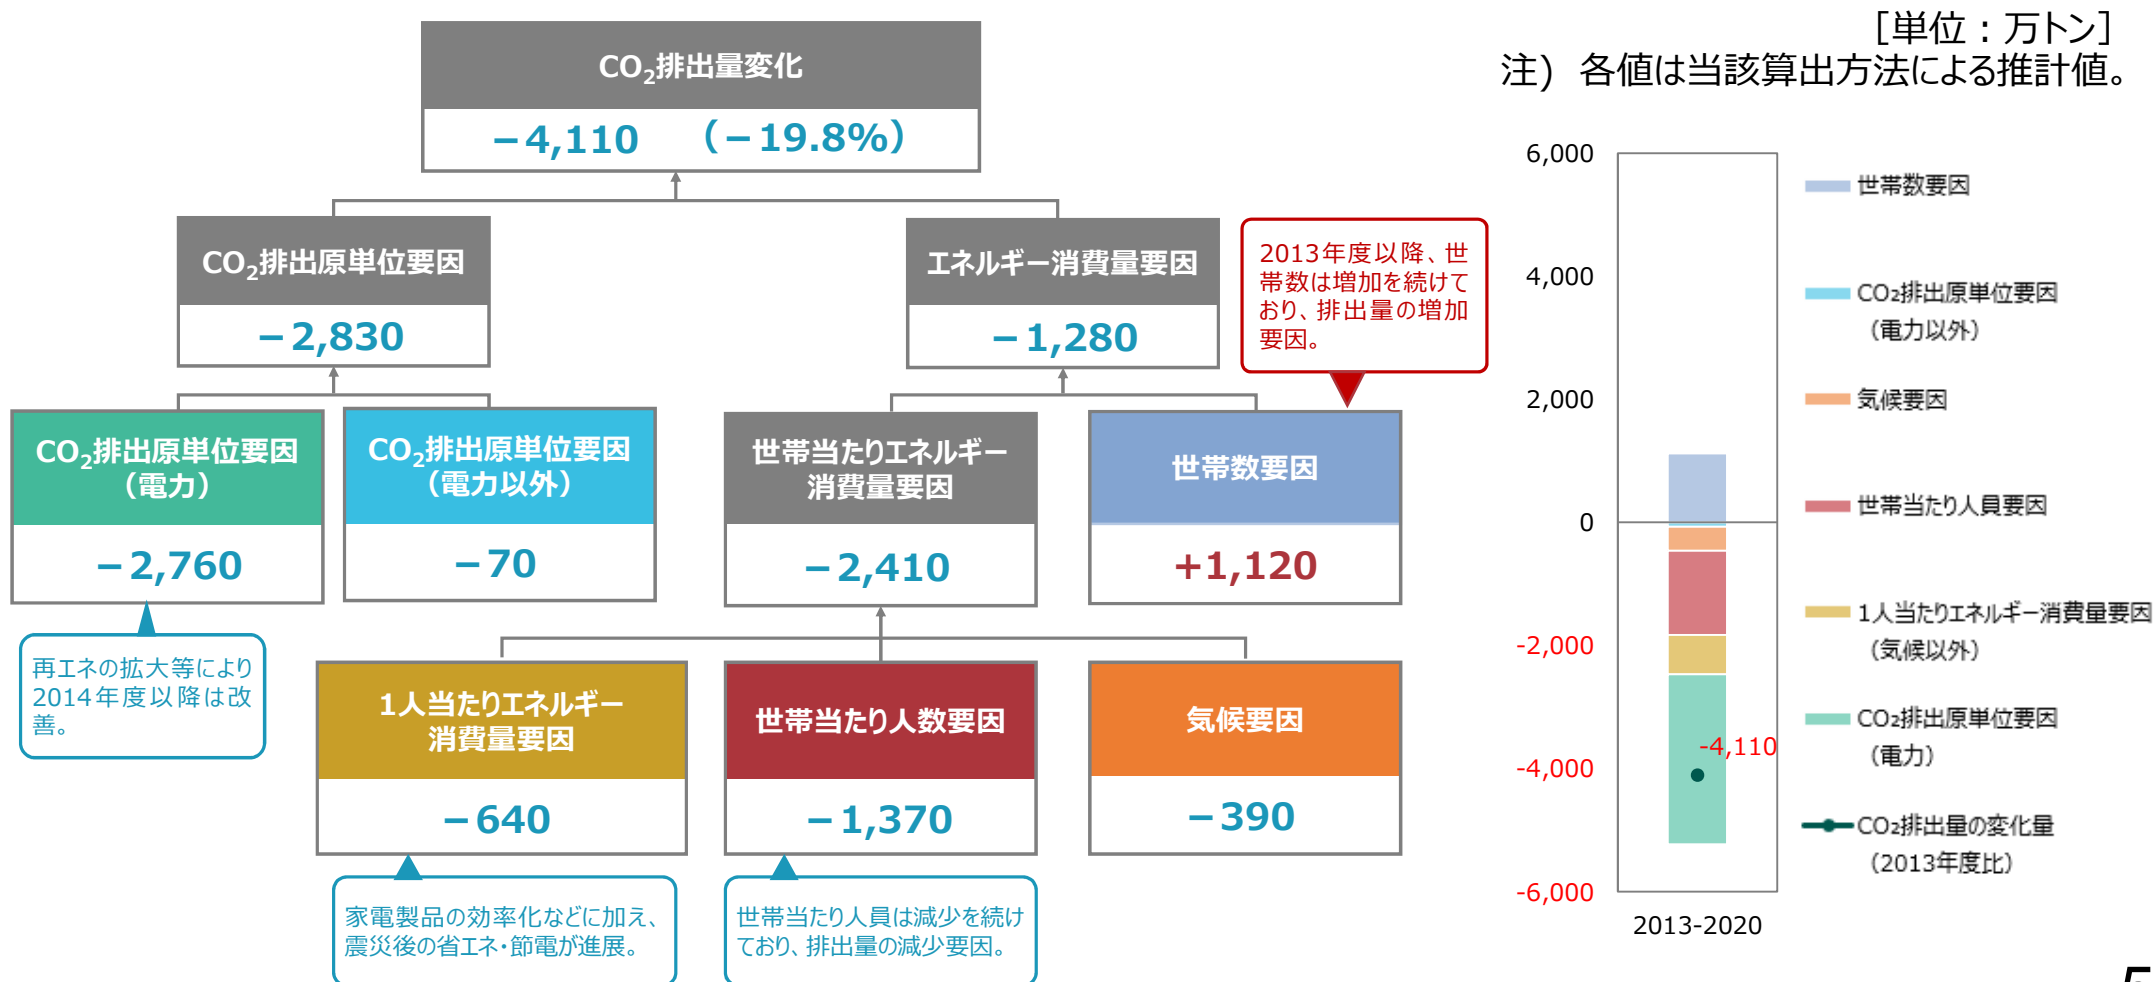 [単位：万トン]
注） 各値は当該算出方法による推計値。
CO₂排出量変化
−4,110 （−19.8%）
CO₂排出原単位要因
−2,830
エネルギー消費量要因
−1,280
2013年度以降、世
帯数は増加を続けて
おり、排出量の増加
要因。
CO₂排出原単位要因
（電力）
−2,760
CO₂排出原単位要因
（電力以外）
−70
世帯当たりエネルギー
消費量要因
−2,410
世帯数要因
+1,120
再エネの拡大等により
2014年度以降は改
善。
1人当たりエネルギー
消費量要因
−640
世帯当たり人数要因
−1,370
気候要因
−390
家電製品の効率化などに加え、
震災後の省エネ・節電が進展。
世帯当たり人員は減少を続け
ており、排出量の減少要因。
6,000
4,000
2,000
0
-2,000
-4,000
-6,000
-4,110
2013-2020
世帯数要因
CO₂排出原単位要因
（電力以外）
気候要因
世帯当たり人員要因
1人当たりエネルギー消費量要因
（気候以外）
CO₂排出原単位要因
（電力）
CO₂排出量の変化量
（2013年度比）